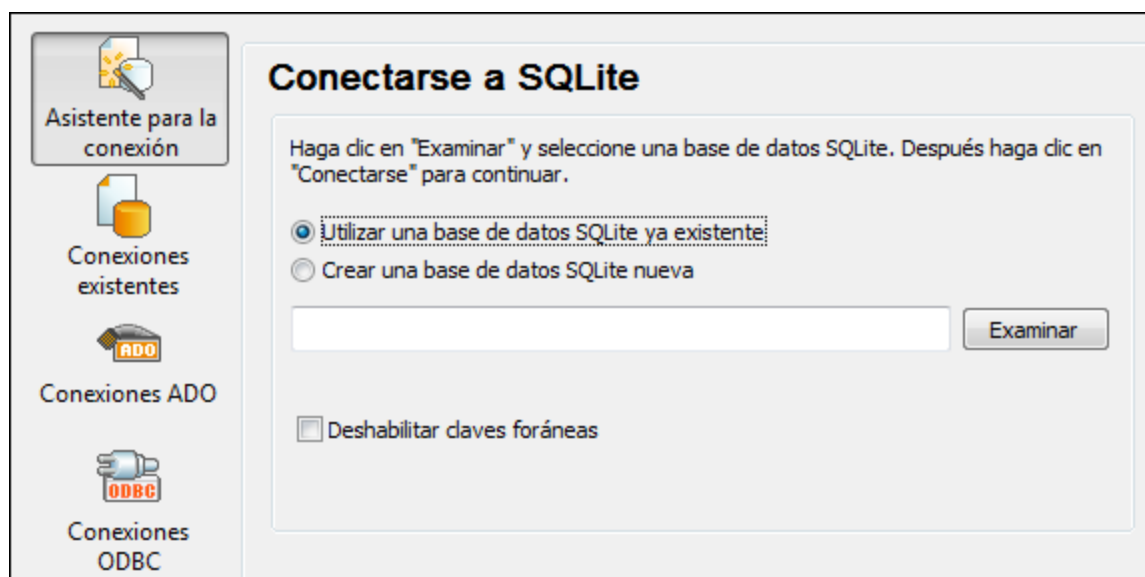 Asistente para la
conexión
Conexiones
existentes
ADO
Conexiones ADO
ODBC
Conexiones
ODBC
Conectarse a SQLite
Haga clic en "Examinar" y seleccione una base de datos SQLite. Después haga clic en
"Conectarse" para continuar.
Utilizar una base de datos SQLite ya existente
Crear una base de datos SQLite nueva
Examinar
Deshabilitar claves foráneas